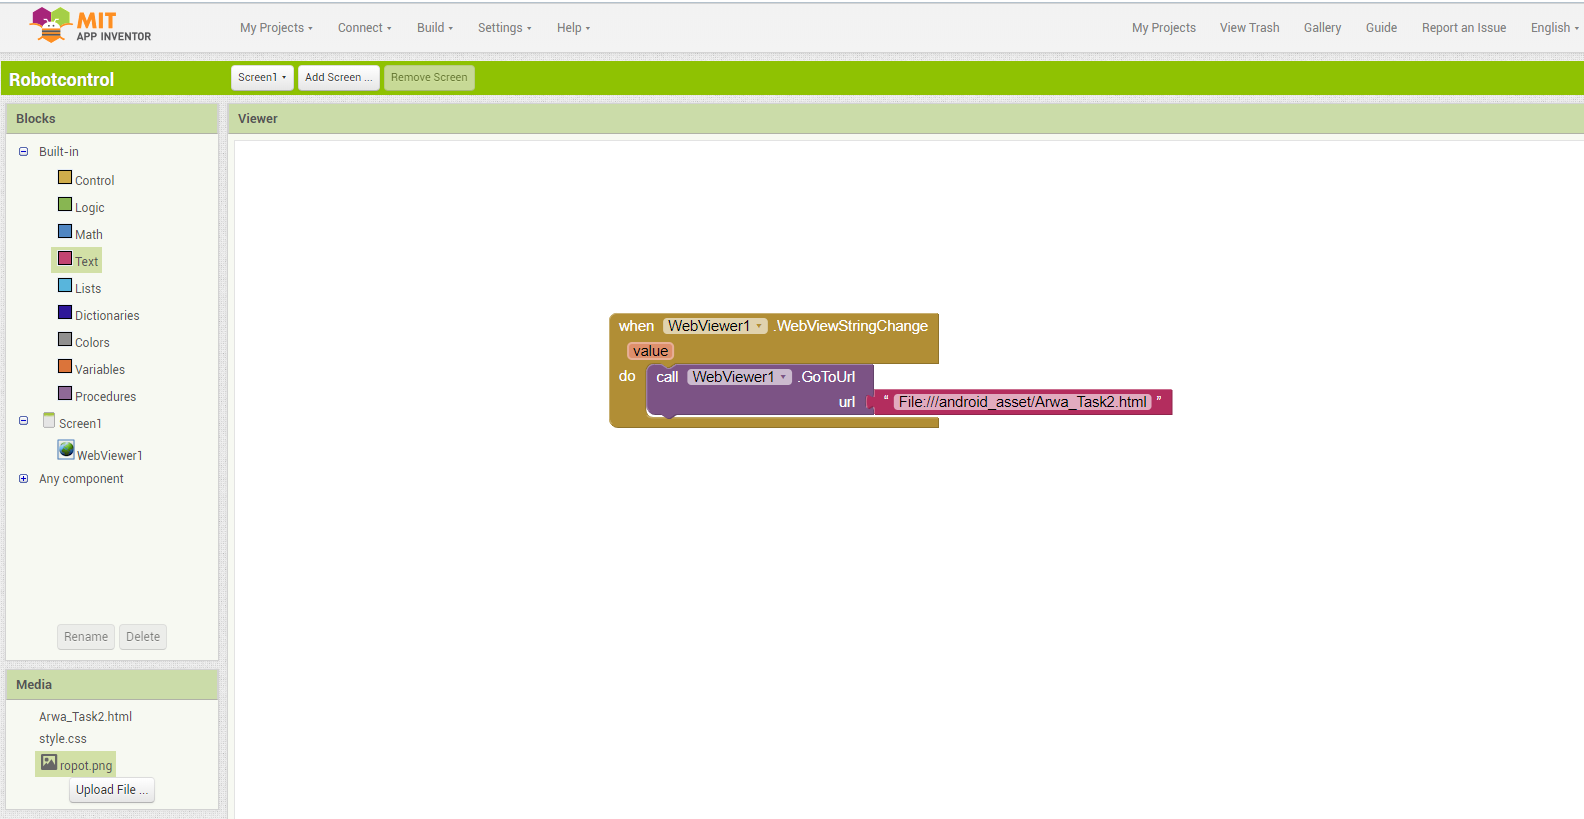 MIT
APP INVENTOR
My Projects Connect Build Settings Help My Projects View Trash Gallery Guide Report an Issue English
Robotcontrol Screen1 Add Screen ... Remove Screen
Blocks
Built-in
Control
Logic
Math
Text
Lists
Dictionaries
Colors
Variables
Procedures
Screen1
WebViewer1
Any component
Rename Delete
Media
Arwa_Task2.html
style.css
ropot.png
Upload File ...
Viewer
when WebViewer1 .WebViewStringChange
value
do call WebViewer1 .GoToUrl
url “ File:///android_asset/Arwa_Task2.html ”